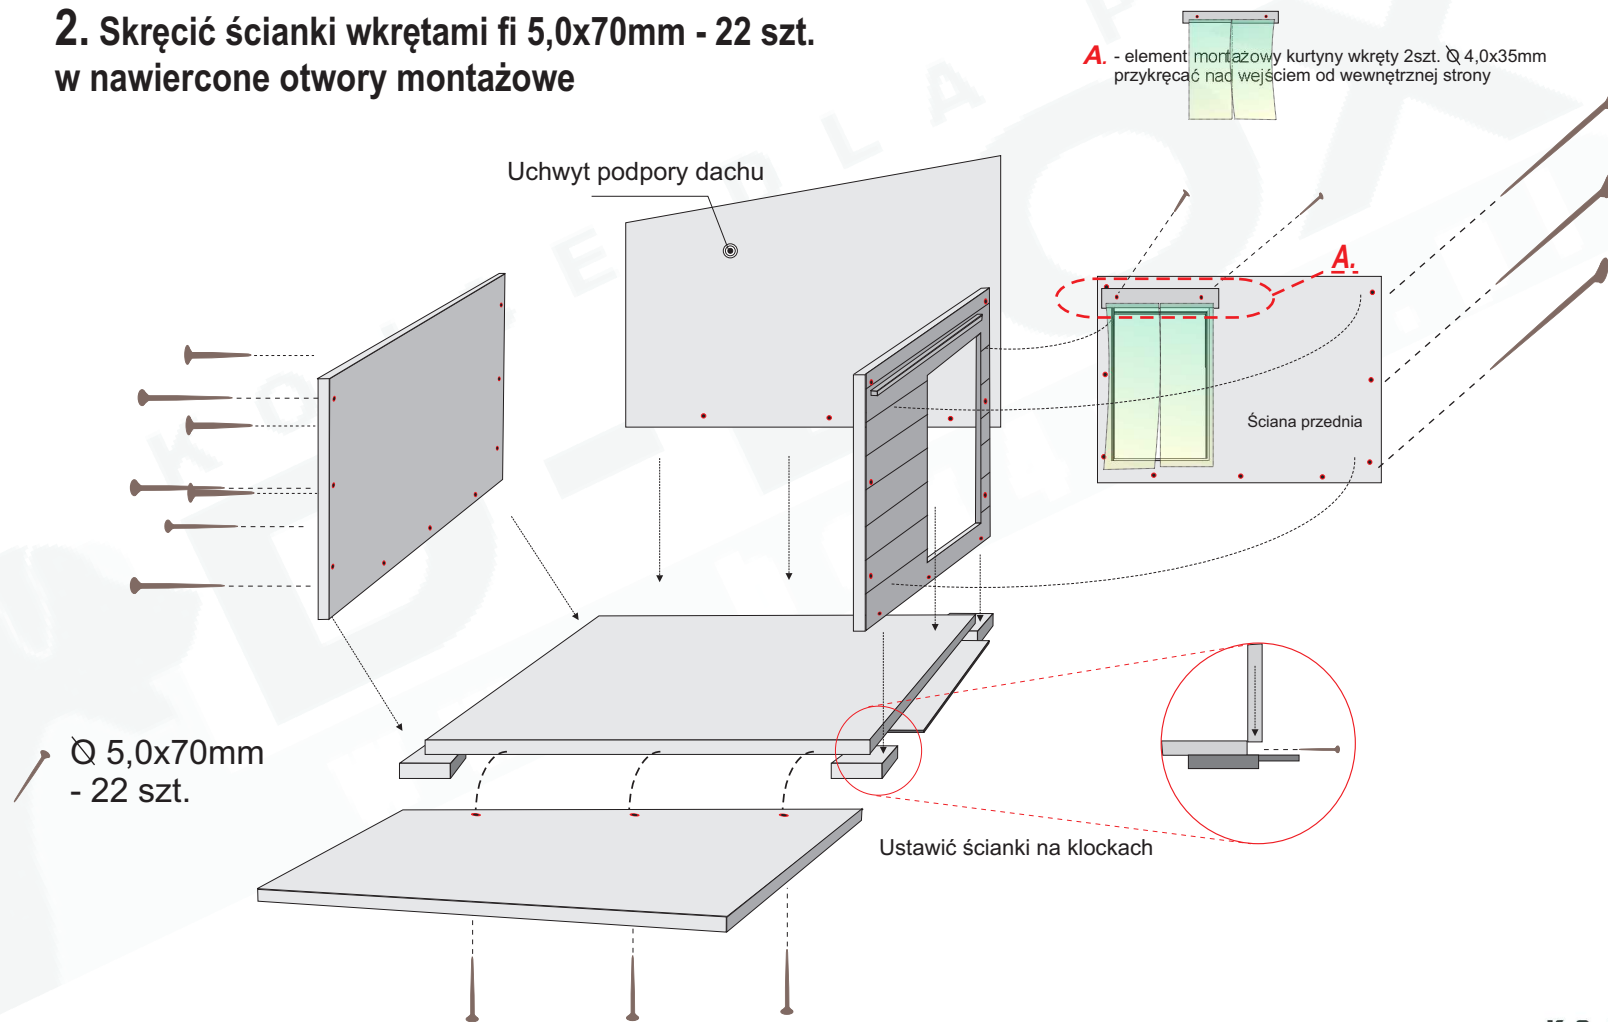 2. Skręcić ścianki wkrętami fi 5,0x70mm - 22 szt.
w nawiercone otwory montażowe
A. - element montażowy kurtyny wkręty 2szt. Ꝋ 4,0x35mm
przykręcać nad wejściem od wewnętrznej strony
Uchwyt podpory dachu
A.
Ściana przednia
Ꝋ 5,0x70mm
- 22 szt.
Ustawić ścianki na klockach